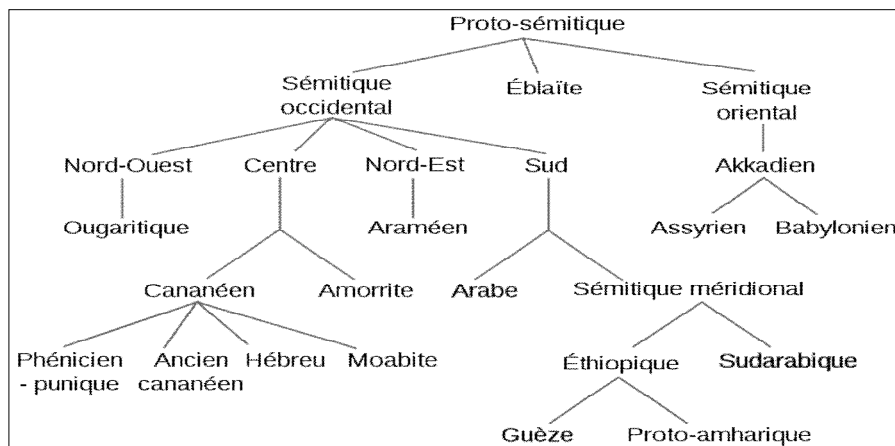 Proto-sémitique
Sémitique
occidental
Éblaïte
Sémitique
oriental
Nord-Ouest Centre Nord-Est Sud Akkadien
Ougaritique Araméen Assyrien Babylonien
Cananéen Amorrite Arabe Sémitique méridional
Phénicien
- punique
Ancien
cananéen
Hébreu Moabite Éthiopique Sudarabique
Guèze Proto-amharique